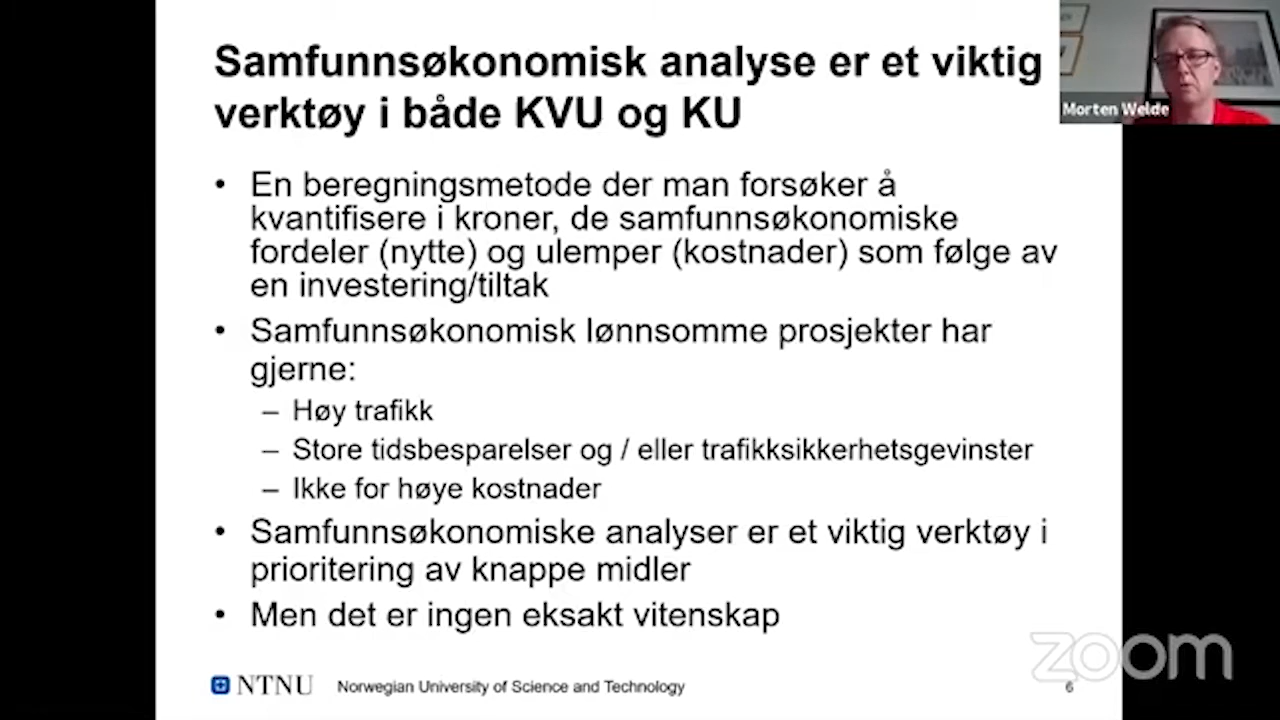 Samfunnsøkonomisk analyse er et viktig
verktøy i både KVU og KU
Morten Welde
• En beregningsmetode der man forsøker å
kvantifisere i kroner, de samfunnsøkonomiske
fordeler (nytte) og ulemper (kostnader) som følge av
en investering/tiltak
• Samfunnsøkonomisk lønnsomme prosjekter har
gjerne:
– Høy trafikk
– Store tidsbesparelser og / eller trafikksikkerhetsgevinster
– Ikke for høye kostnader
• Samfunnsøkonomiske analyser er et viktig verktøy i
prioritering av knappe midler
• Men det er ingen eksakt vitenskap
zoom
NTNU Norwegian University of Science and Technology 6